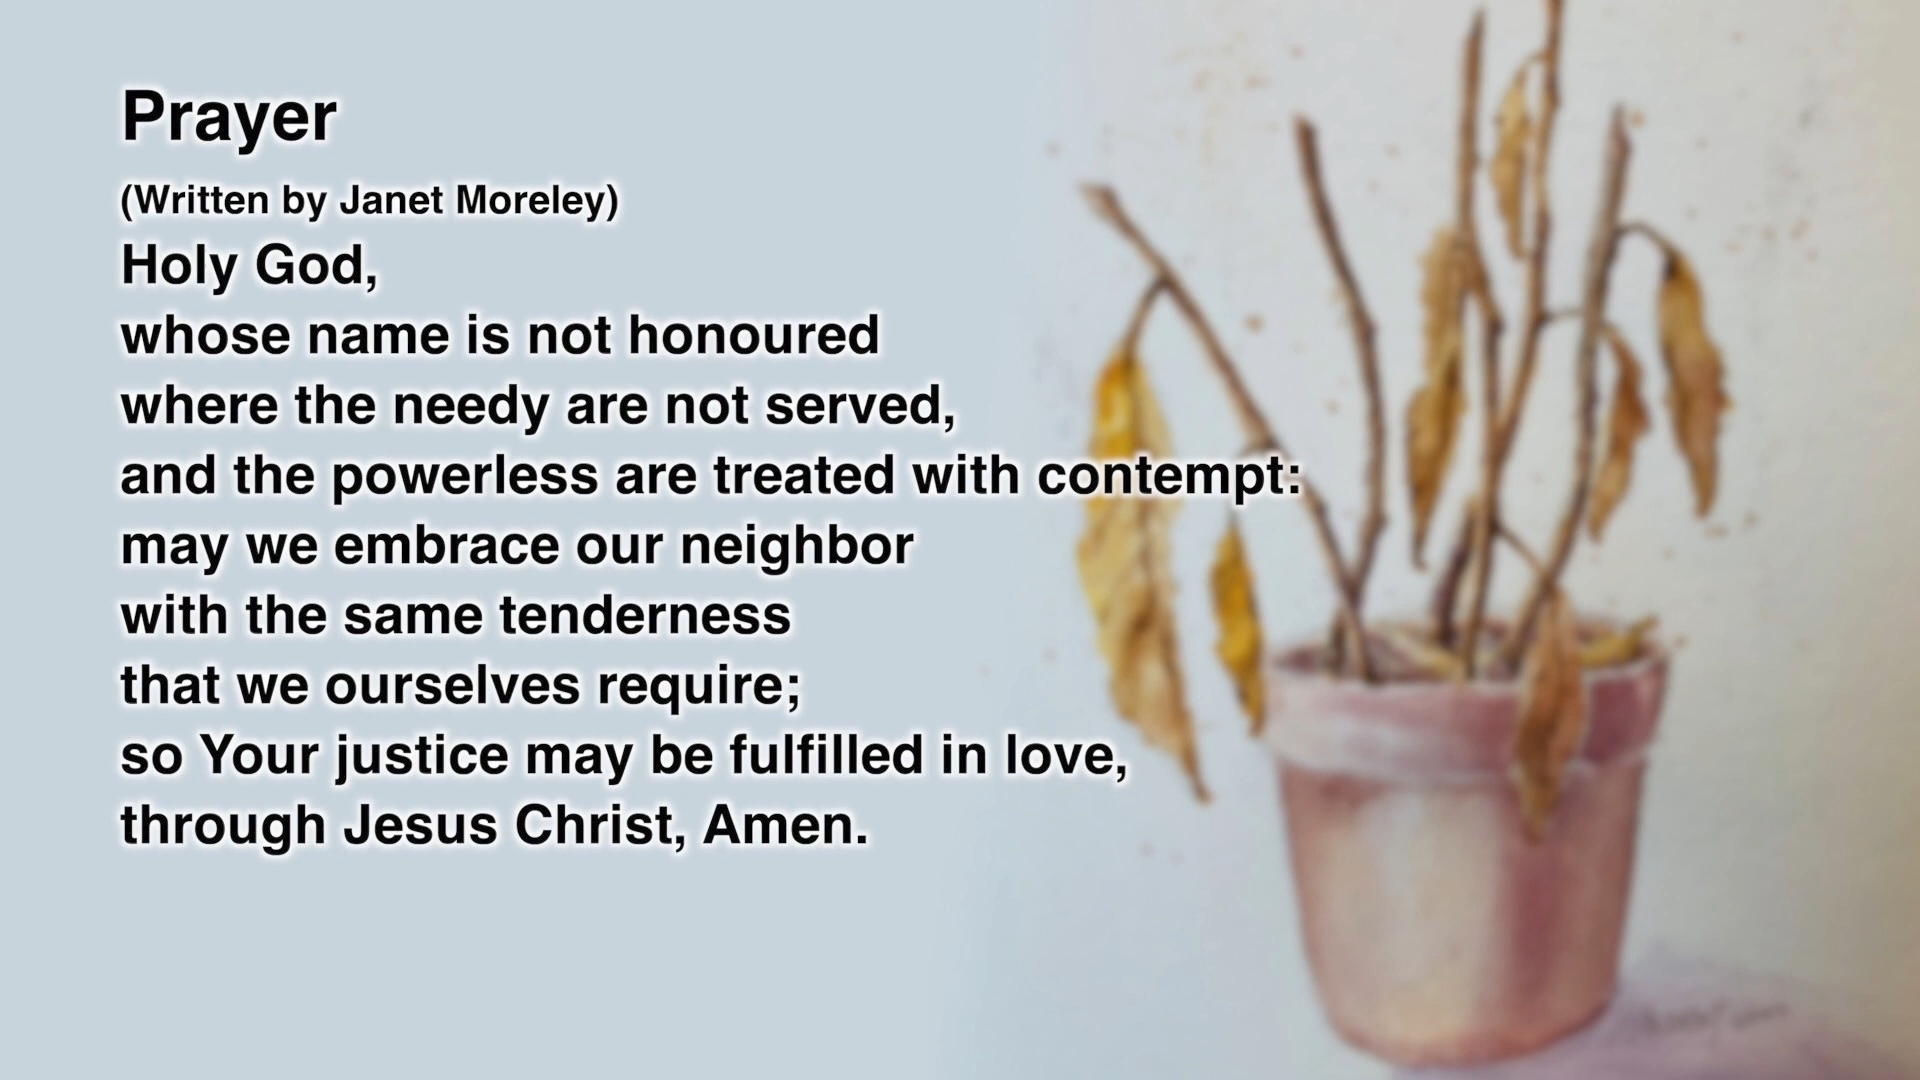 Prayer
(Written by Janet Moreley)
Holy God,
whose name is not honoured
where the needy are not served,
and the powerless are treated with contempt:
may we embrace our neighbor
with the same tenderness
that we ourselves require;
so Your justice may be fulfilled in love,
through Jesus Christ, Amen.